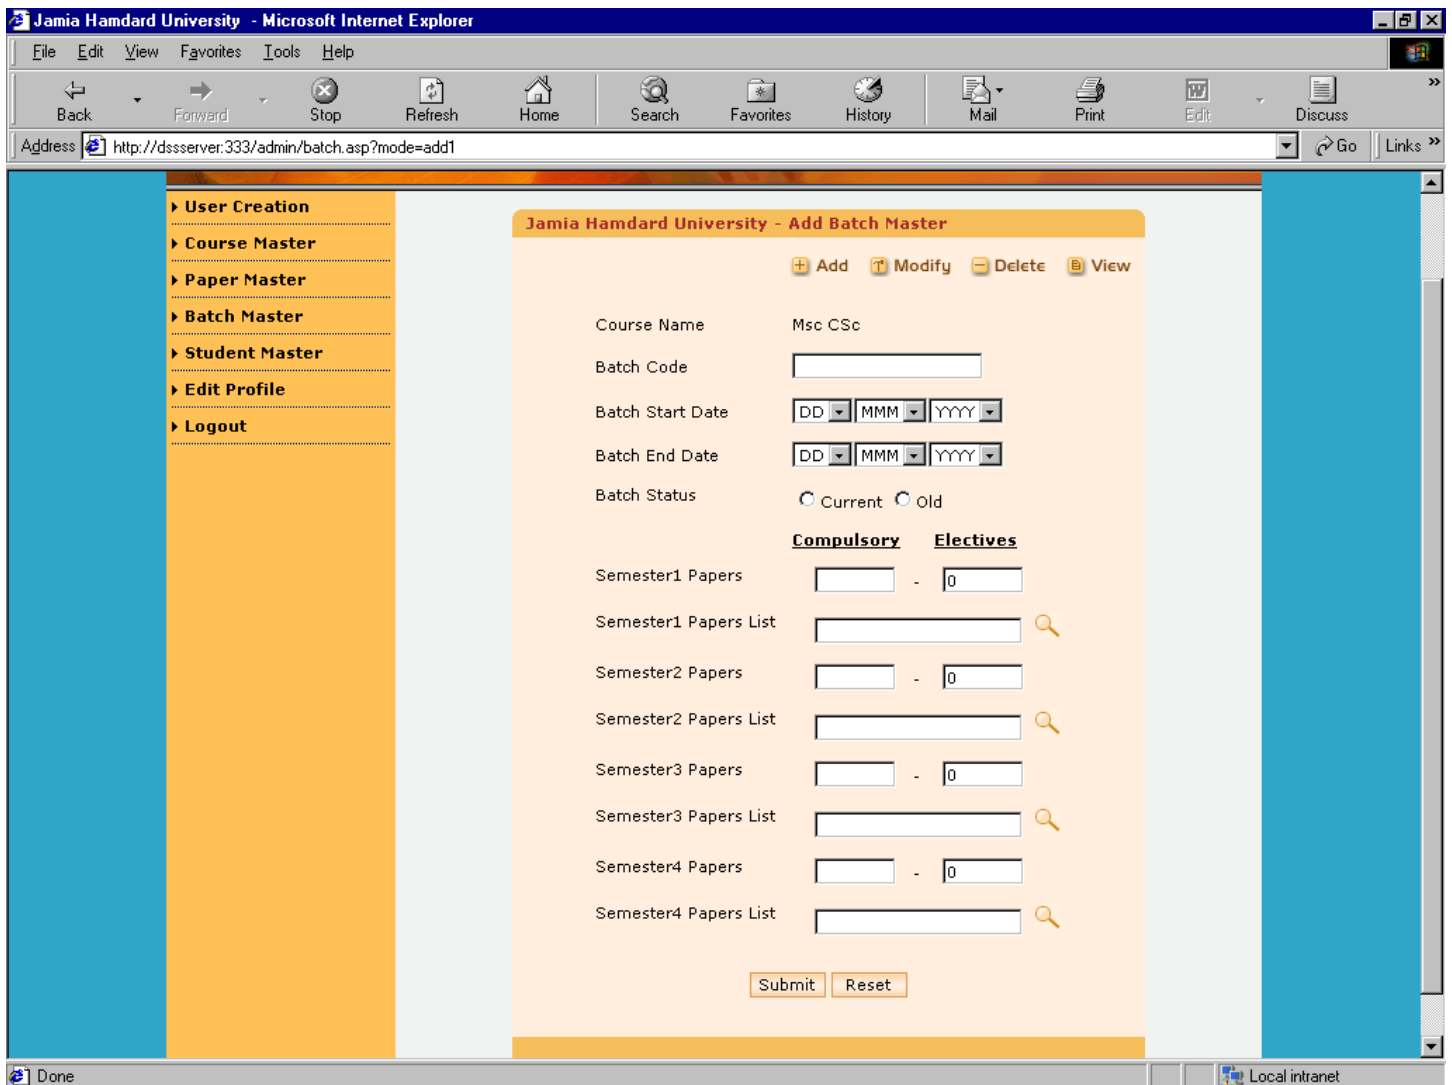 Jamia Hamdard University - Microsoft Internet Explorer
File Edit View Favorites Tools Help
Back Forward Stop Refresh Home Search Favorites History Mail Print Edit Discuss »
Address http://dssserver:333/admin/batch.asp?mode=add1 Go Links »
User Creation
Course Master
Paper Master
Batch Master
Student Master
Edit Profile
Logout
Jamia Hamdard University - Add Batch Master
Add Modify Delete View
Course Name Msc CSc
Batch Code
Batch Start Date DD MMM YYYY
Batch End Date DD MMM YYYY
Batch Status Current Old
Compulsory Electives
Semester1 Papers - 0
Semester1 Papers List
Semester2 Papers - 0
Semester2 Papers List
Semester3 Papers - 0
Semester3 Papers List
Semester4 Papers - 0
Semester4 Papers List
Submit Reset
Done Local intranet